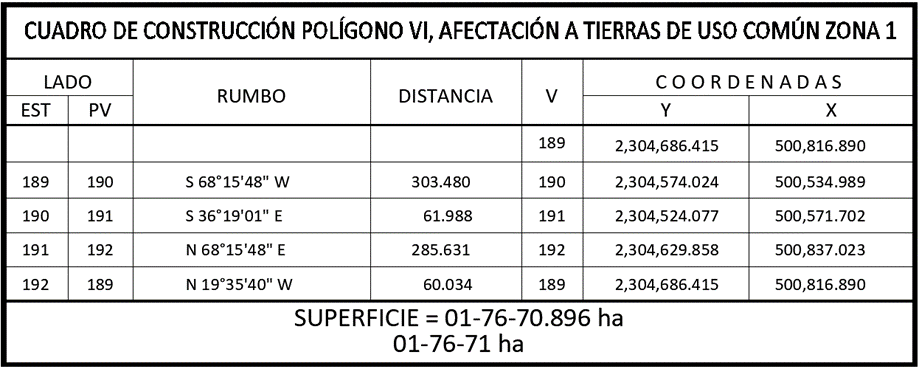 CUADRO DE CONSTRUCCIÓN POLÍGONO VI, AFECTACIÓN A TIERRAS DE USO COMÚN ZONA 1
LADO RUMBO DISTANCIA V COORDENADAS
EST PV Y X
189 2,304,686.415 500,816.890
189 190 S 68°15'48" W 303.480 190 2,304,574.024 500,534.989
190 191 S 36°19'01" E 61.988 191 2,304,524.077 500,571.702
191 192 N 68°15'48" E 285.631 192 2,304,629.858 500,837.023
192 189 N 19°35'40" W 60.034 189 2,304,686.415 500,816.890
SUPERFICIE = 01-76-70.896 ha
01-76-71 ha